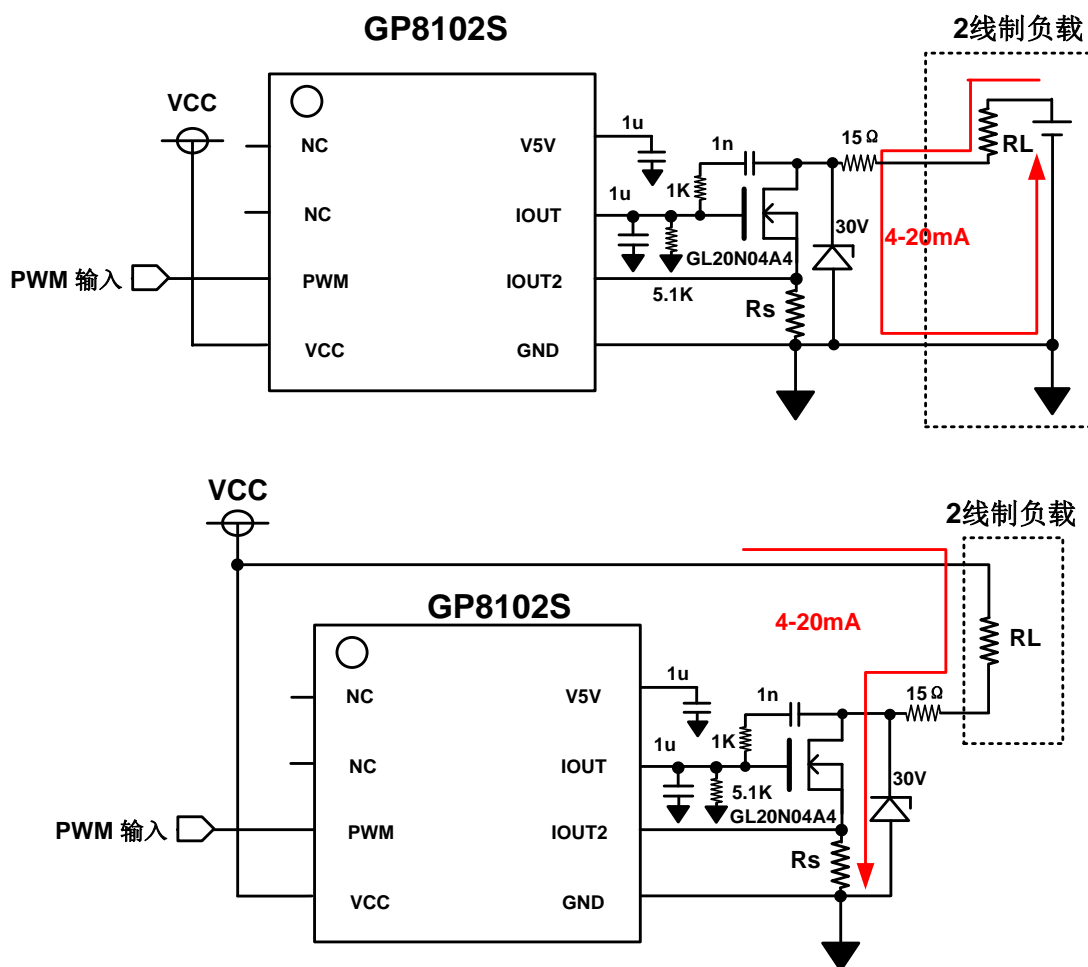 GP8102S
2线制负载
VCC
NC
V5V
1u
1n
15Ω
RL
1K
1u
NC
IOUT
30V
4-20mA
GL20N04A4
PWM 输入
PWM
IOUT2
5.1K
Rs
VCC
GND
VCC
2线制负载
GP8102S
4-20mA
RL
NC
V5V
1u
1n
15Ω
1K
1u
NC
IOUT
30V
5.1K
GL20N04A4
PWM 输入
PWM
IOUT2
Rs
VCC
GND